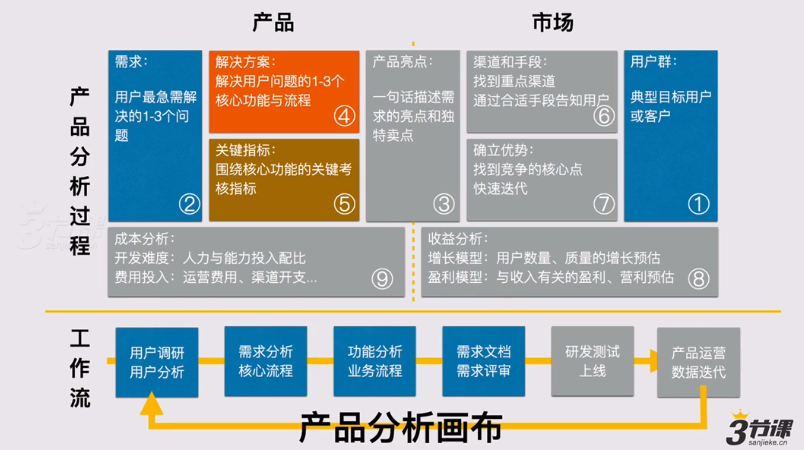 产品
市场
产品分析过程
需求：
用户最急需解
决的1-3个问
题
②
解决方案：
解决用户问题的1-3个
核心功能与流程
④
关键指标：
围绕核心功能的关键考
核指标
⑤
产品亮点：
一句话描述需
求的亮点和独
特卖点
③
渠道和手段：
找到重点渠道
通过合适手段告知用户
⑥
确立优势：
找到竞争的核心点
快速迭代
⑦
用户群：
典型目标用户
或客户
①
成本分析：
开发难度：人力与能力投入配比
费用投入：运营费用、渠道开支...
⑨
收益分析：
增长模型：用户数量、质量的增长预估
盈利模型：与收入有关的盈利、营利预估
⑧
工作流
用户调研
用户分析
需求分析
核心流程
功能分析
业务流程
需求文档
需求评审
研发测试
上线
产品运营
数据迭代
产品分析画布
3节课
sanjieke.cn
3节课